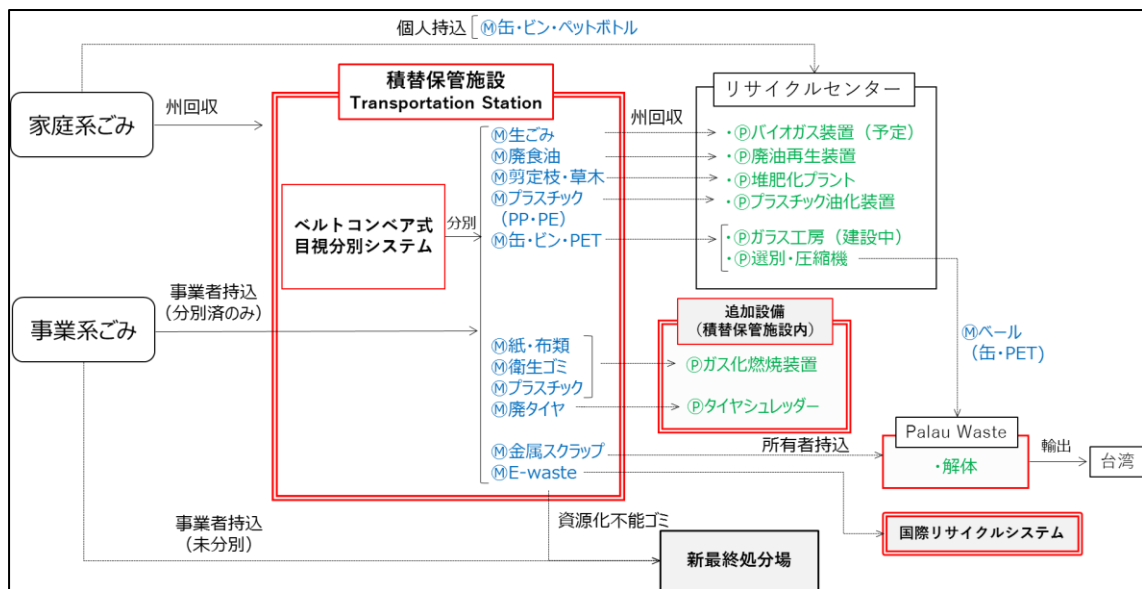 個人持込
Ⓜ缶・ビン・ペットボトル
積替保管施設
Transportation Station
リサイクルセンター
家庭系ごみ
州回収
州回収
Ⓜ生ごみ
Ⓜ廃食油
Ⓜ剪定枝・草木
Ⓜプラスチック
(PP・PE)
Ⓜ缶・ビン・PET
・Ⓟバイオガス装置（予定）
・Ⓟ廃油再生装置
・Ⓟ堆肥化プラント
・Ⓟプラスチック油化装置
・Ⓟガラス工房（建設中）
・Ⓟ選別・圧縮機
ベルトコンベア式
目視分別システム
分別
事業系ごみ
事業者持込
(分別済のみ)
追加設備
（積替保管施設内）
Ⓜ紙・布類
Ⓜ衛生ゴミ
Ⓜプラスチック
Ⓜ廃タイヤ
Ⓟガス化燃焼装置
Ⓟタイヤシュレッダー
Ⓜベール
(缶・PET)
Ⓜ金属スクラップ
ⓂE-waste
所有者持込
Palau Waste
・解体
輸出
台湾
事業者持込
(未分別)
資源化不能ゴミ
新最終処分場
国際リサイクルシステム